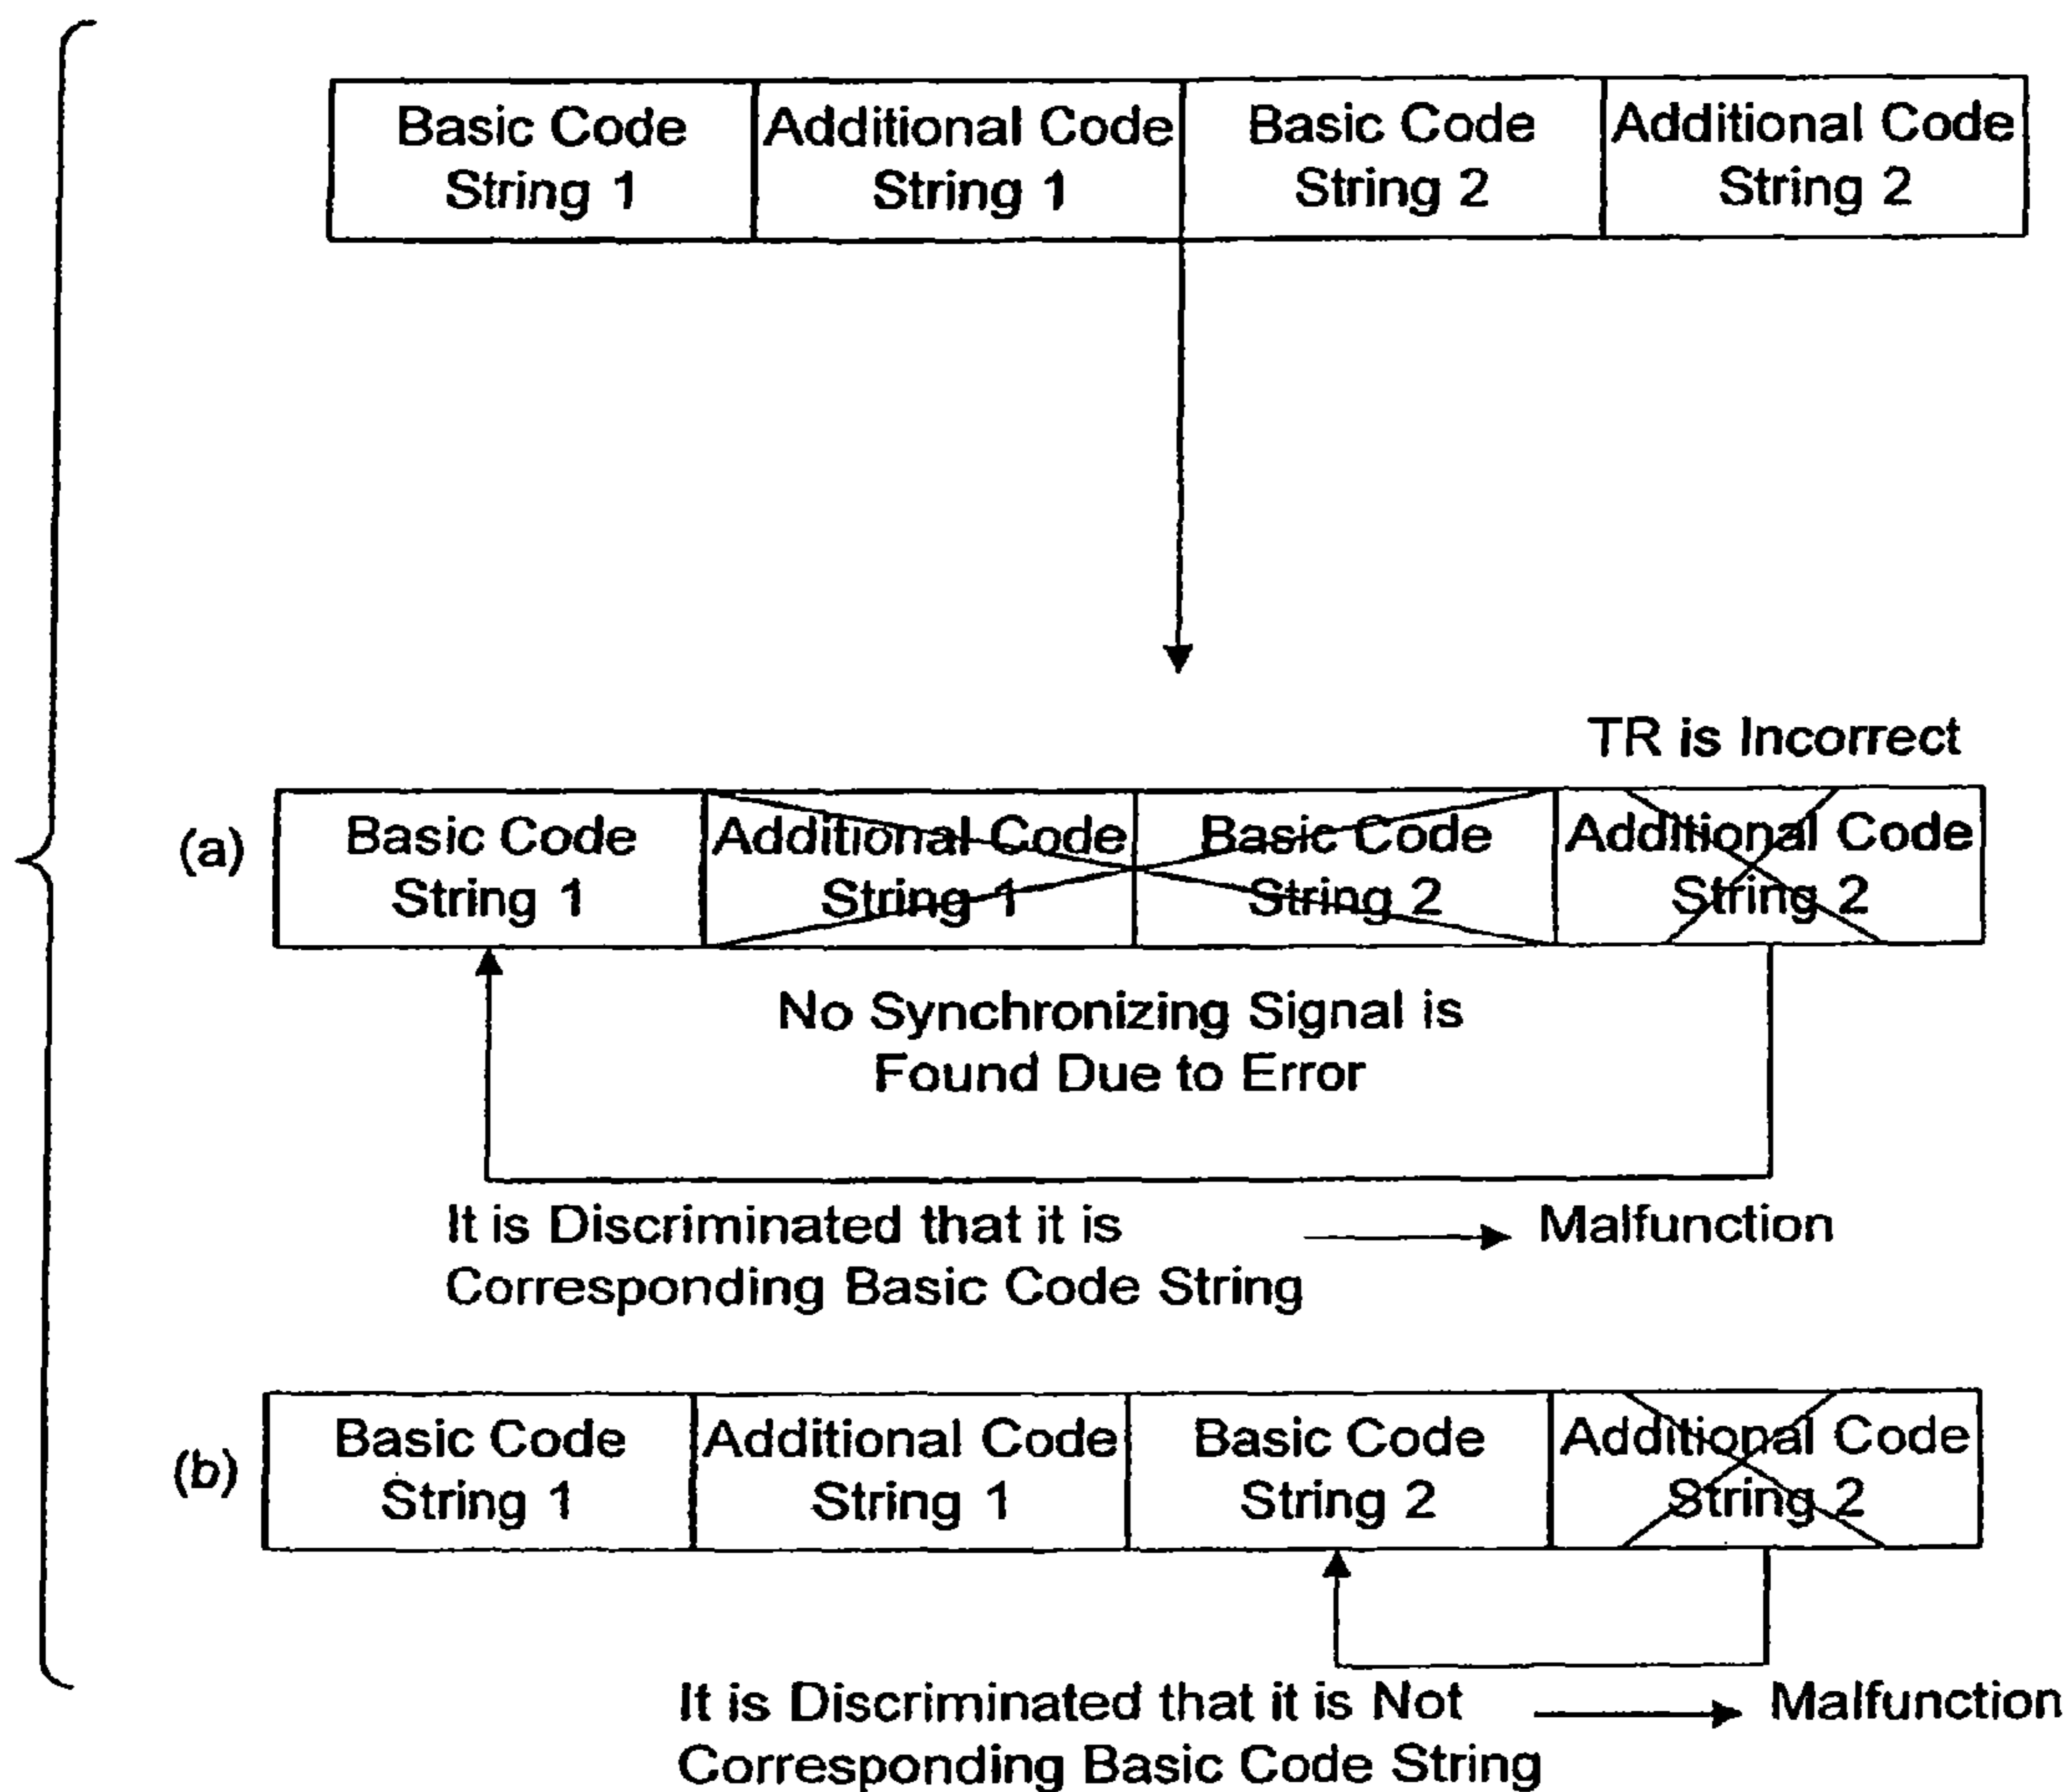 Basic Code String 1
Additional Code String 1
Basic Code String 2
Additional Code String 2
TR is Incorrect
(a)
Basic Code String 1
Additional Code String 1
Basic Code String 2
Additional Code String 2
No Synchronizing Signal is
Found Due to Error
It is Discriminated that it is
Corresponding Basic Code String
Malfunction
(b)
Basic Code String 1
Additional Code String 1
Basic Code String 2
Additional Code String 2
It is Discriminated that it is Not
Corresponding Basic Code String
Malfunction